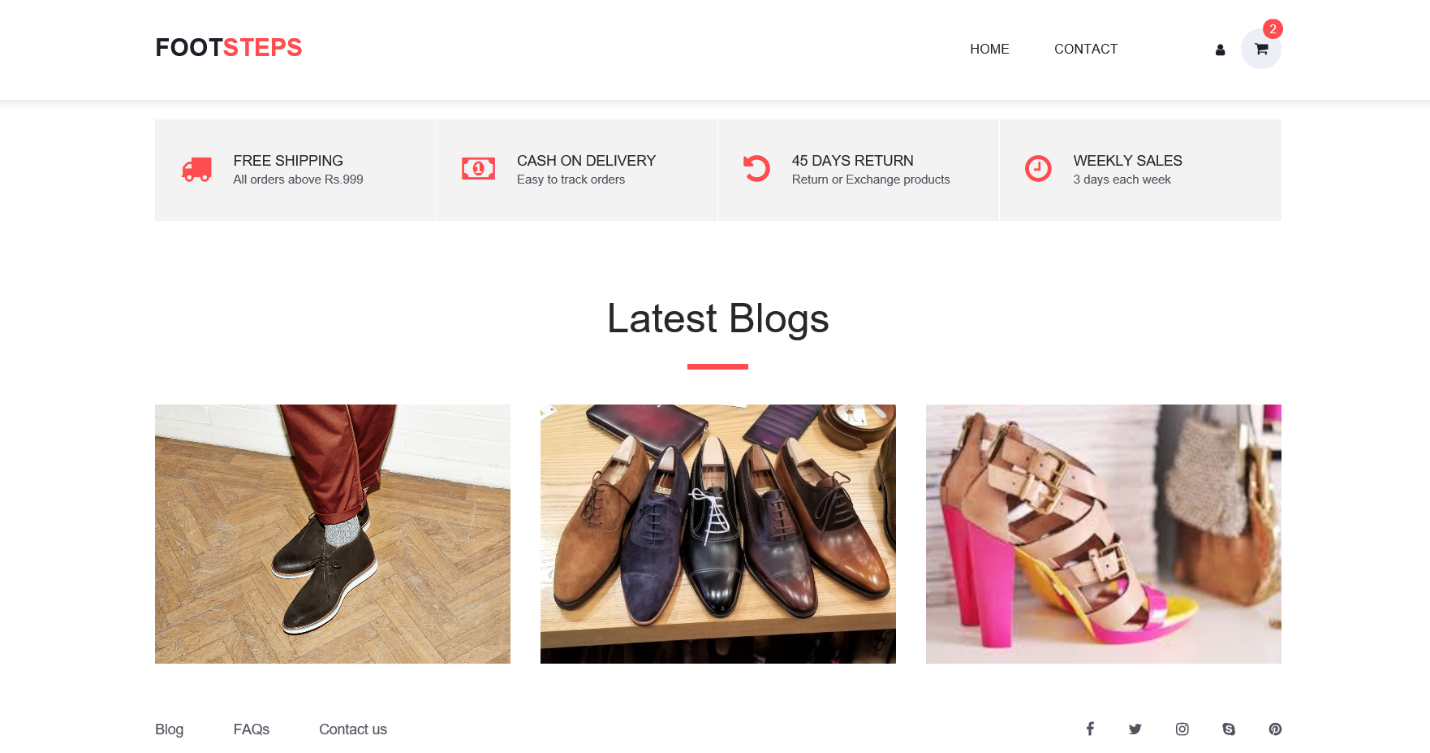 FOOTSTEPS
HOME
CONTACT
2
FREE SHIPPING
All orders above Rs.999
CASH ON DELIVERY
Easy to track orders
45 DAYS RETURN
Return or Exchange products
WEEKLY SALES
3 days each week
Latest Blogs
Blog
FAQs
Contact us